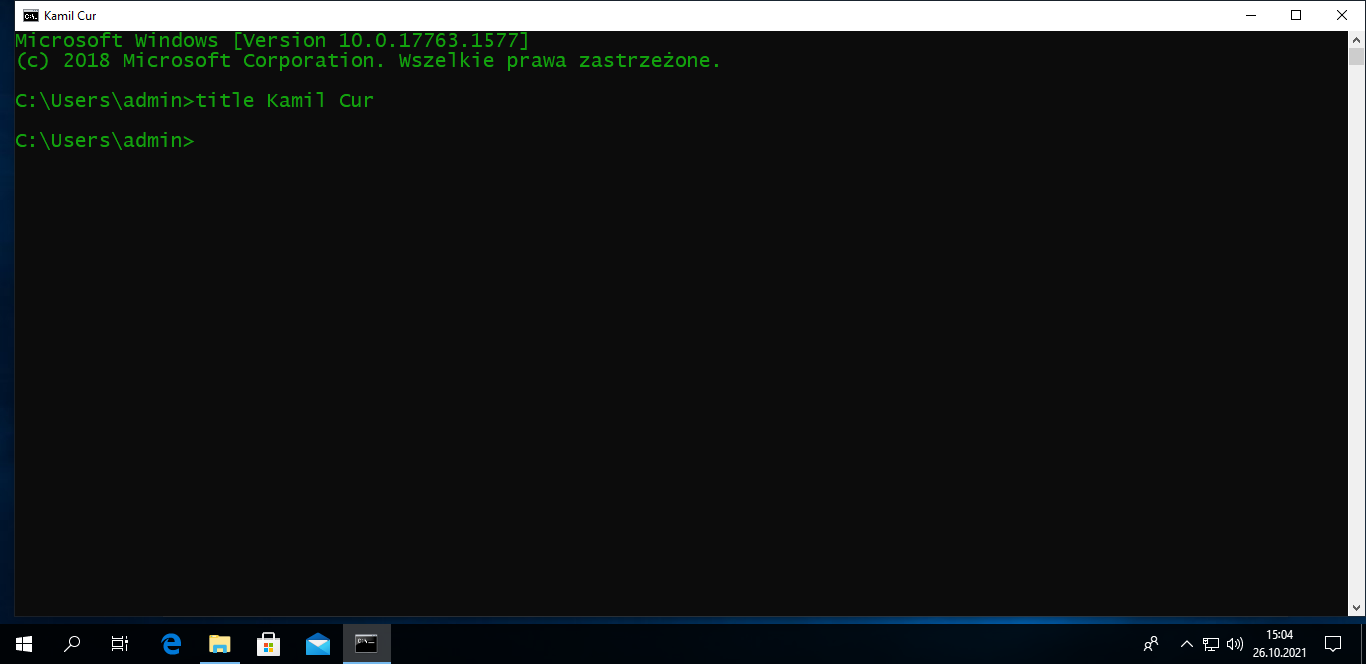 Kamil Cur
Microsoft Windows [Version 10.0.17763.1577]
(c) 2018 Microsoft Corporation. Wszelkie prawa zastrzeżone.
C:\Users\admin>title Kamil Cur
C:\Users\admin>
15:04
26.10.2021